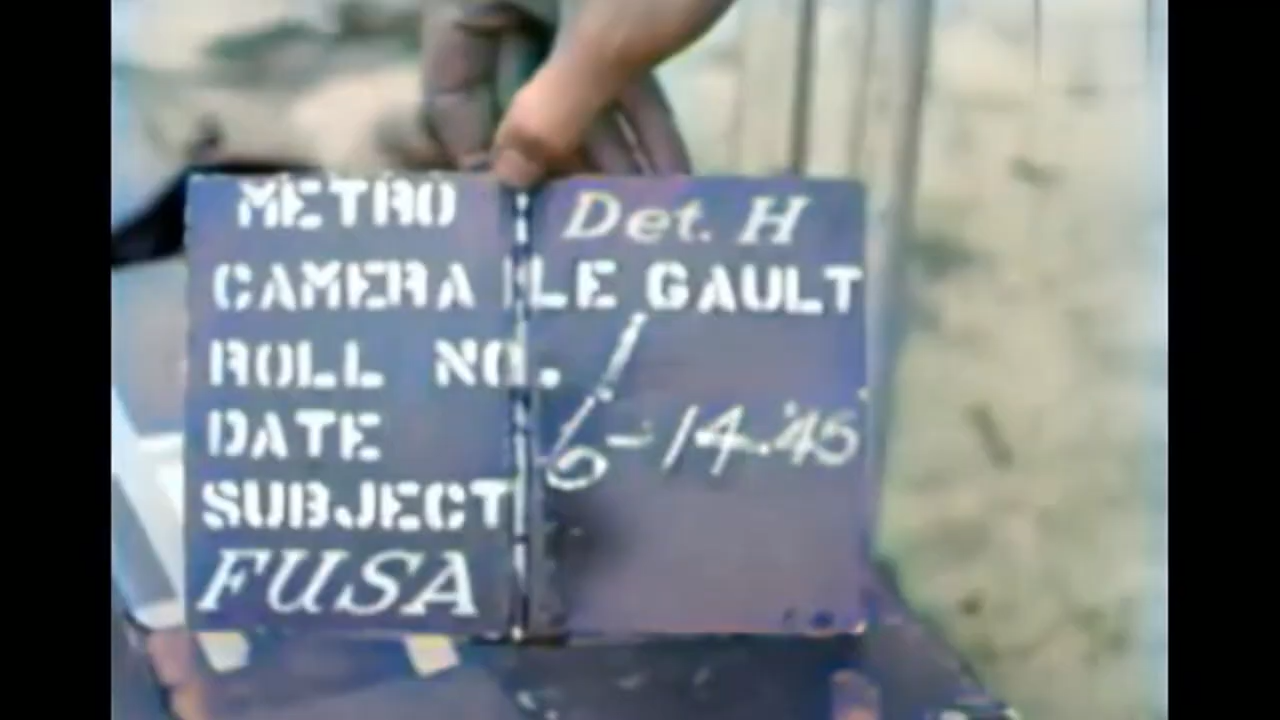 METRO Det. H
CAMERA LE GAULT
ROLL NO. 1
DATE 6-14-45
SUBJECT
FUSA